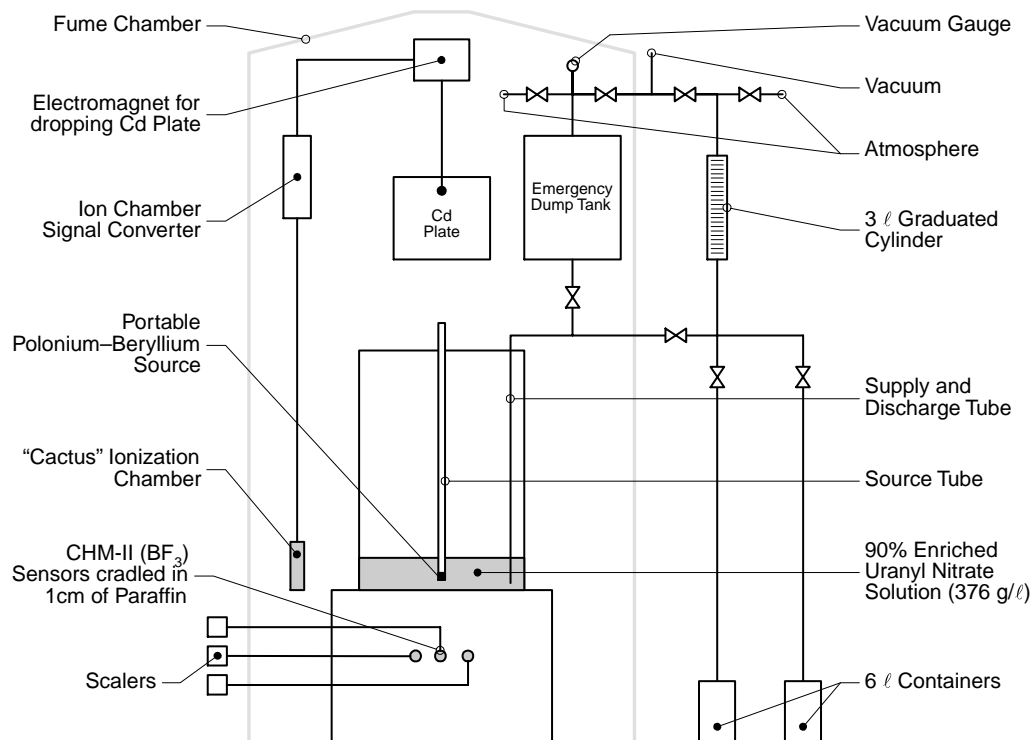 Fume Chamber
Electromagnet for
dropping Cd Plate
Ion Chamber
Signal Converter
Portable
Polonium–Beryllium
Source
“Cactus” Ionization
Chamber
CHM-II (BF₃)
Sensors cradled in
1cm of Paraffin
Scalers
Cd
Plate
Emergency
Dump Tank
Vacuum Gauge
Vacuum
Atmosphere
3 ℓ Graduated
Cylinder
Supply and
Discharge Tube
Source Tube
90% Enriched
Uranyl Nitrate
Solution (376 g/ℓ)
6 ℓ Containers